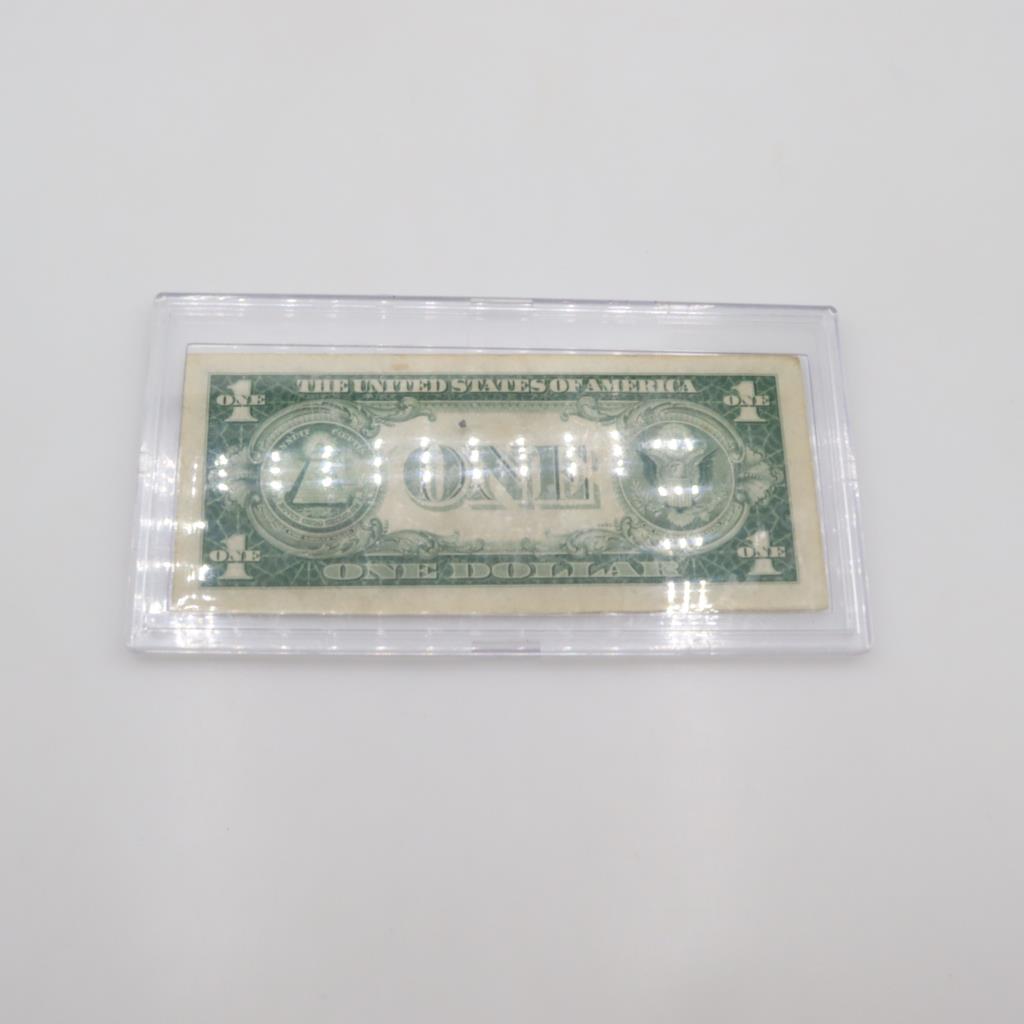 THE UNITED STATES OF AMERICA
1 ONE
1 ONE
ONE
1 ONE
1 ONE
ONE DOLLAR